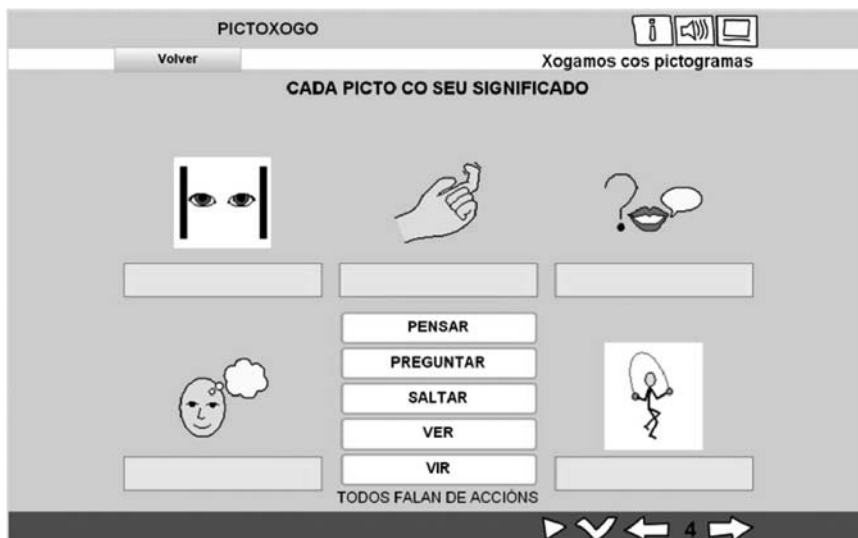 PICTOXOGO
Volver
Xogamos cos pictogramas
CADA PICTO CO SEU SIGNIFICADO
PENSAR
PREGUNTAR
SALTAR
VER
VIR
TODOS FALAN DE ACCIÓNS
4